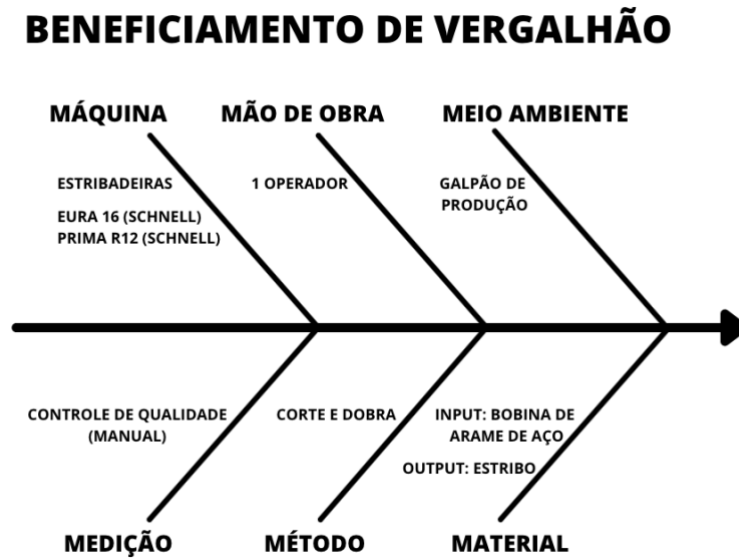 BENEFICIAMENTO DE VERGALHÃO
MÁQUINA
MÃO DE OBRA
MEIO AMBIENTE
ESTRIBADEIRAS
EURA 16 (SCHNELL)
PRIMA R12 (SCHNELL)
1 OPERADOR
GALPÃO DE
PRODUÇÃO
CONTROLE DE QUALIDADE
(MANUAL)
CORTE E DOBRA
INPUT: BOBINA DE
ARAME DE AÇO
OUTPUT: ESTRIBO
MEDIÇÃO
MÉTODO
MATERIAL